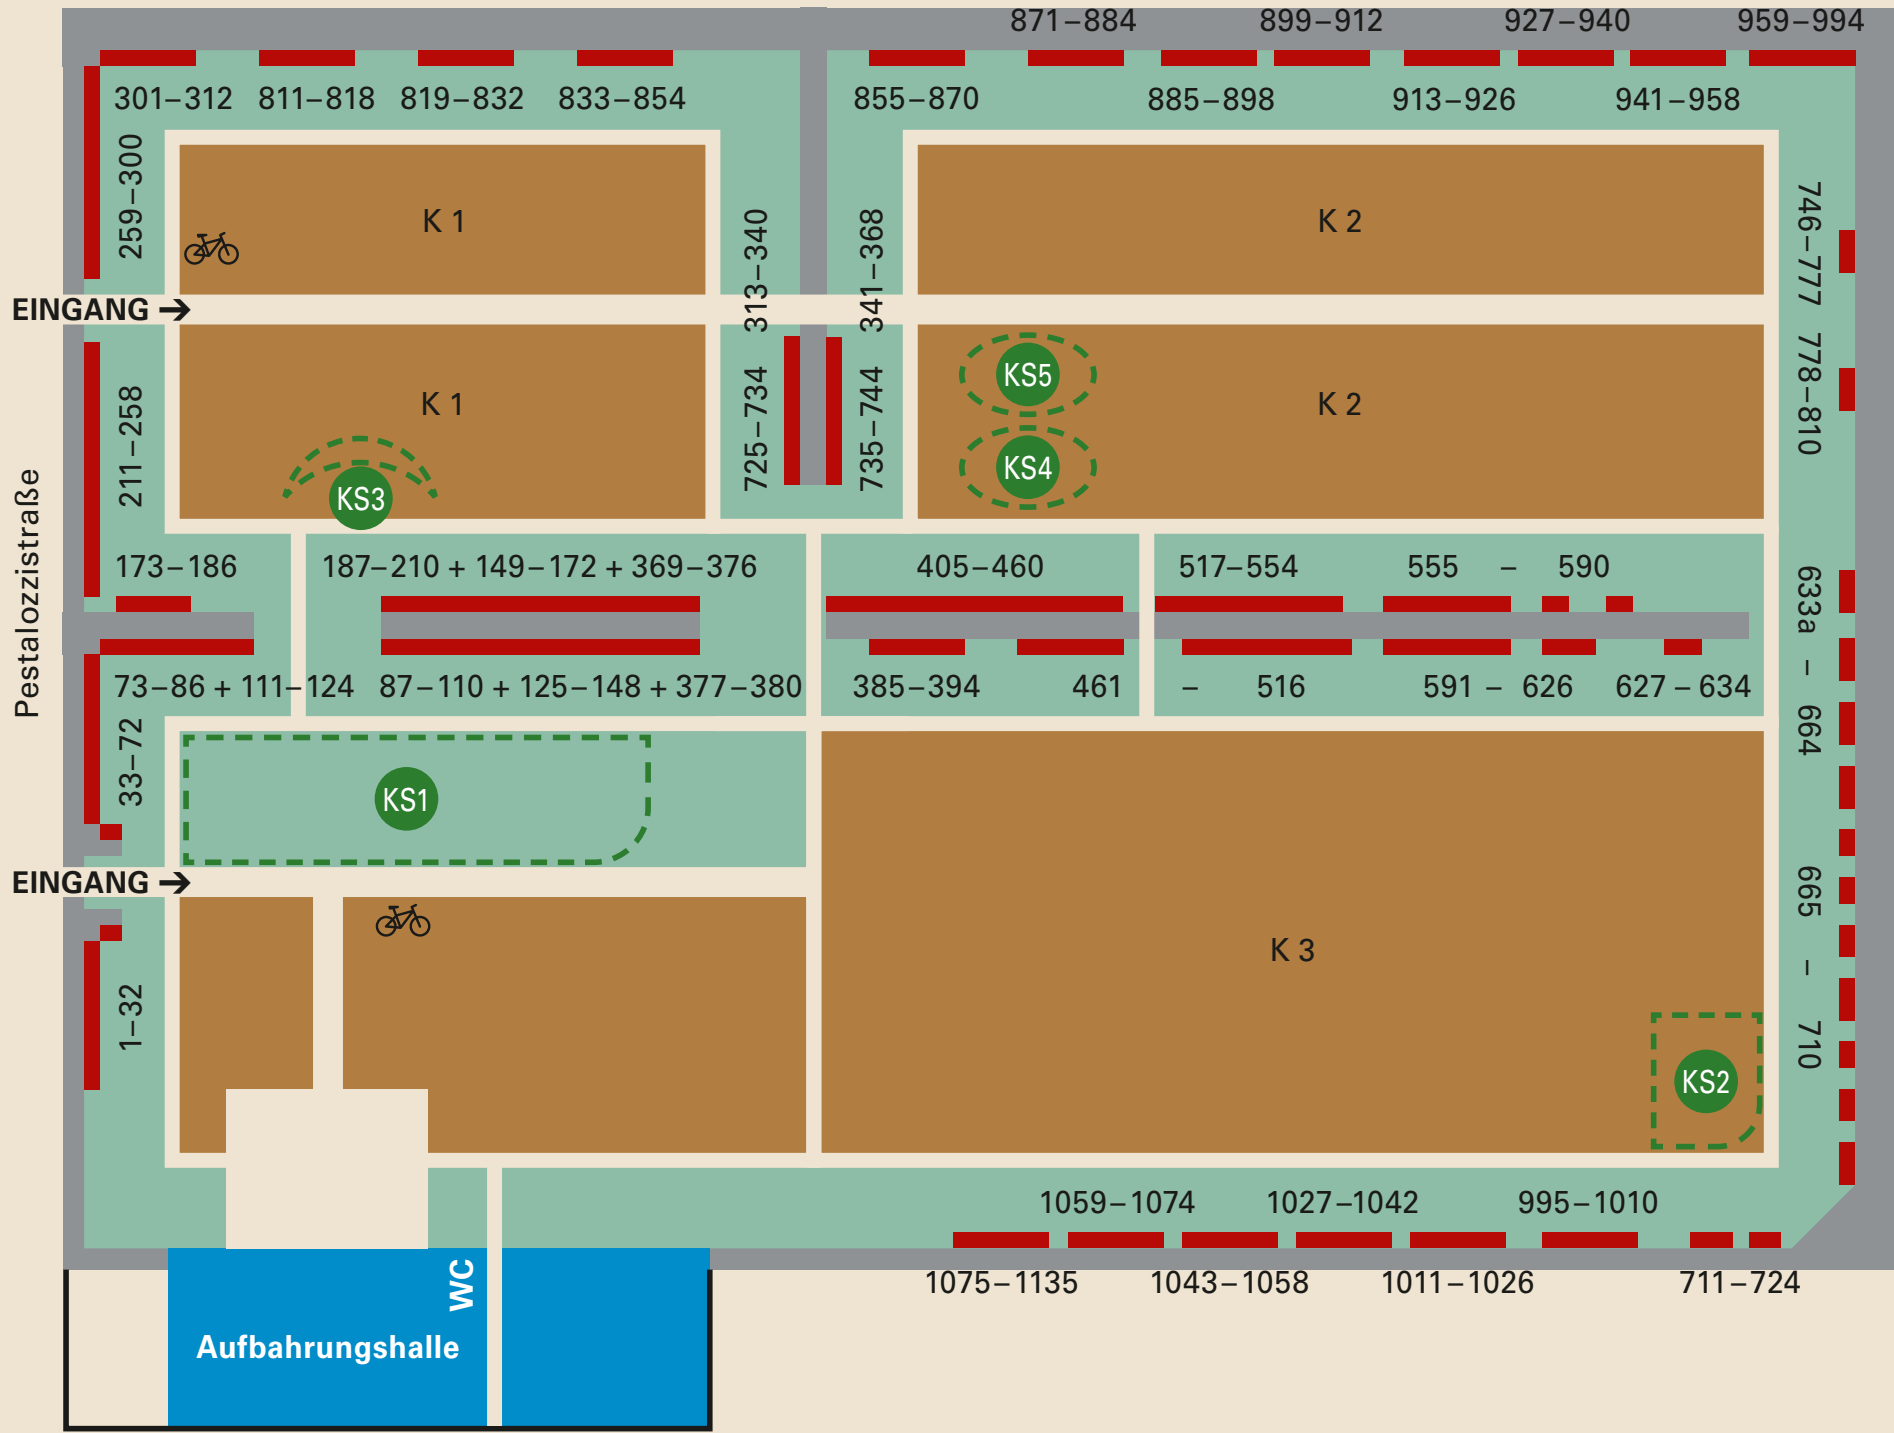 871–884 899–912 927–940 959–994
301–312 811–818 819–832 833–854 855–870 885–898 913–926 941–958
259–300
K 1
313–340
341–368
K 2
746–777
EINGANG →
K 1
211–258
KS3
725–734
735–744
KS5
KS4
K 2
778–810
Pestalozzistraße
173–186 187–210 + 149–172 + 369–376 405–460 517–554 555 – 590
633a – 664
73–86 + 111–124 87–110 + 125–148 + 377–380 385–394 461 – 516 591 – 626 627 – 634
33–72
KS1
EINGANG →
665 – 710
1–32
K 3
KS2
1059–1074 1027–1042 995–1010
1075–1135 1043–1058 1011–1026 711–724
WC
Aufbahrungshalle